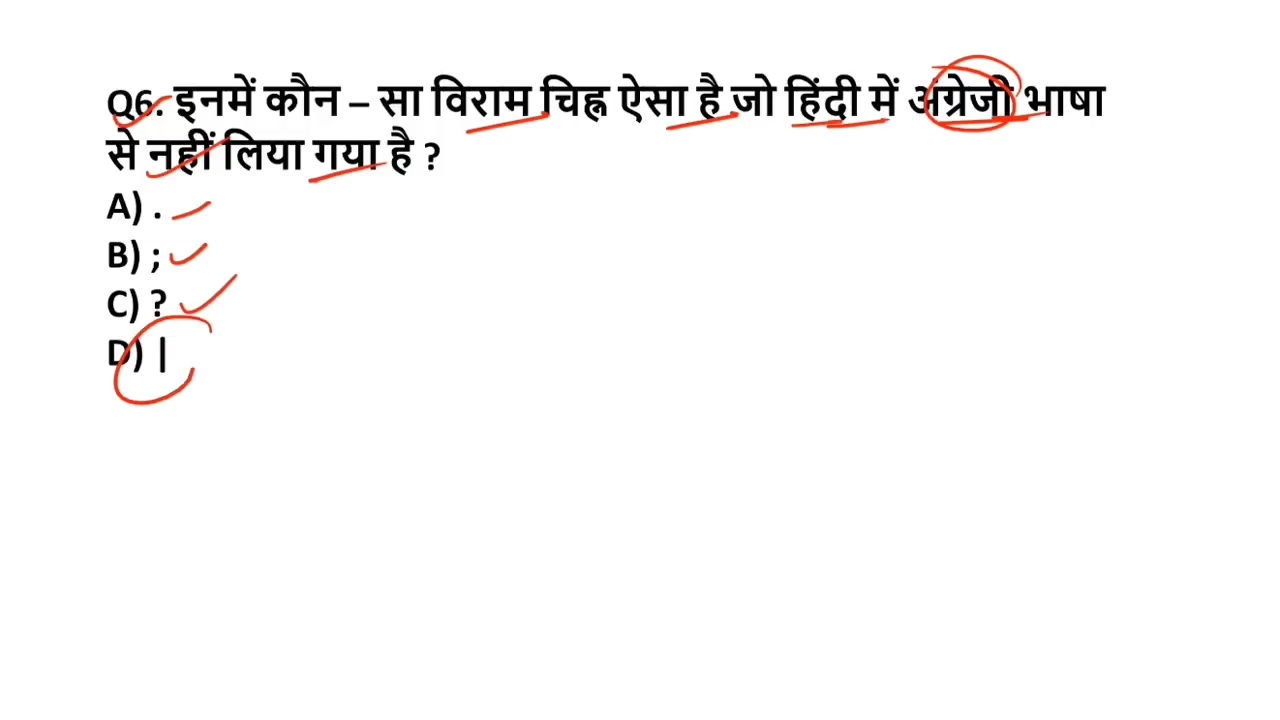 Q6. इनमें कौन – सा विराम चिह्न ऐसा है जो हिंदी में अंग्रेजी भाषा
से नहीं लिया गया है ?
A) .
B) ;
C) ?
D) |